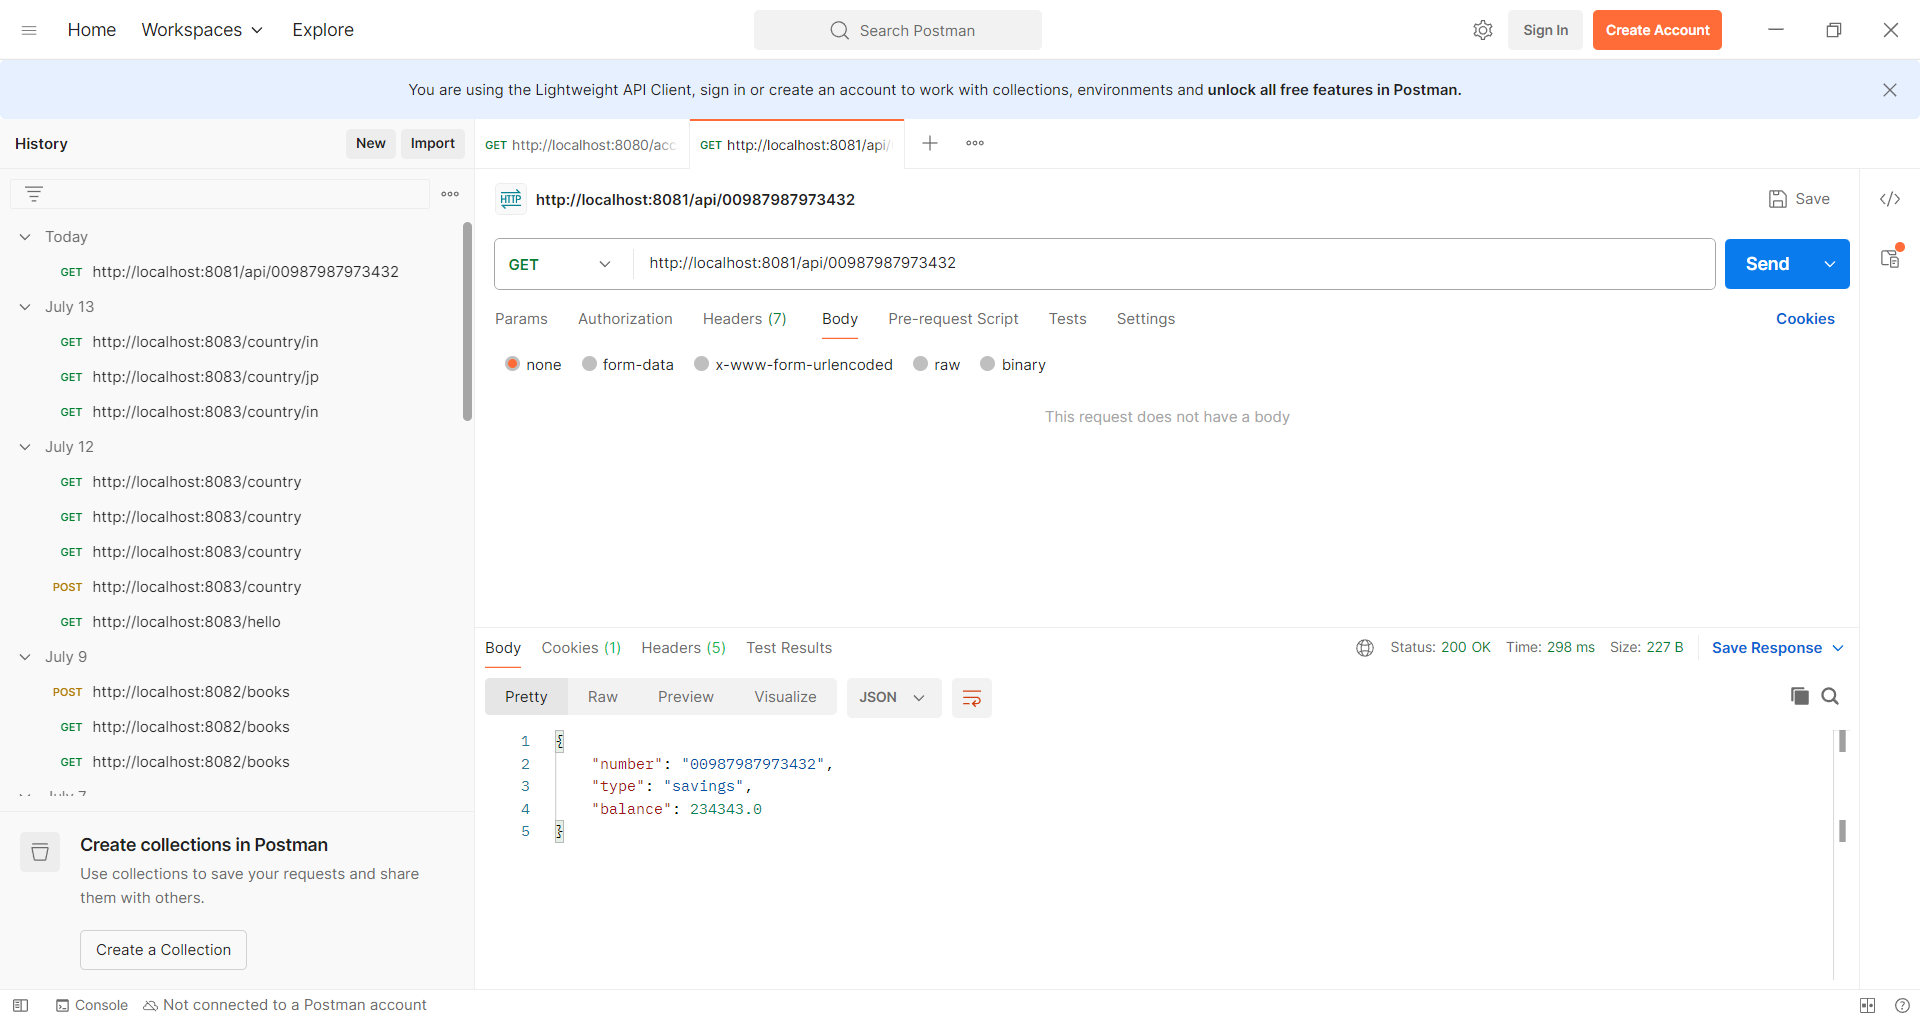 Home
Workspaces
Explore
Search Postman
Sign In
Create Account
You are using the Lightweight API Client, sign in or create an account to work with collections, environments and unlock all free features in Postman.
History
New
Import
GET http://localhost:8080/acc
GET http://localhost:8081/api/
Today
GET http://localhost:8081/api/00987987973432
July 13
GET http://localhost:8083/country/in
GET http://localhost:8083/country/jp
GET http://localhost:8083/country/in
July 12
GET http://localhost:8083/country
GET http://localhost:8083/country
GET http://localhost:8083/country
POST http://localhost:8083/country
GET http://localhost:8083/hello
July 9
POST http://localhost:8082/books
GET http://localhost:8082/books
GET http://localhost:8082/books
July 7
Create collections in Postman
Use collections to save your requests and share
them with others.
Create a Collection
HTTP http://localhost:8081/api/00987987973432
Save
GET
http://localhost:8081/api/00987987973432
Send
Params
Authorization
Headers (7)
Body
Pre-request Script
Tests
Settings
Cookies
none
form-data
x-www-form-urlencoded
raw
binary
This request does not have a body
Body
Cookies (1)
Headers (5)
Test Results
Status: 200 OK
Time: 298 ms
Size: 227 B
Save Response
Pretty
Raw
Preview
Visualize
JSON
1 {
2 "number": "00987987973432",
3 "type": "savings",
4 "balance": 234343.0
5 }
Console
Not connected to a Postman account